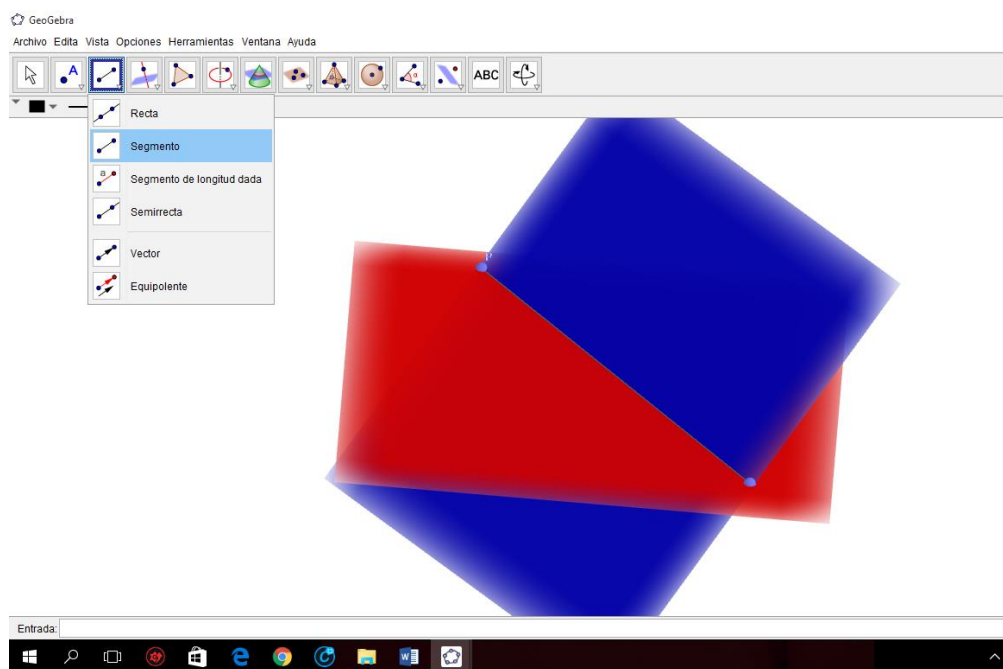 GeoGebra
Archivo Edita Vista Opciones Herramientas Ventana Ayuda
A
ABC
Recta
Segmento
a
Segmento de longitud dada
Semirrecta
Vector
Equipolente
P
Entrada: